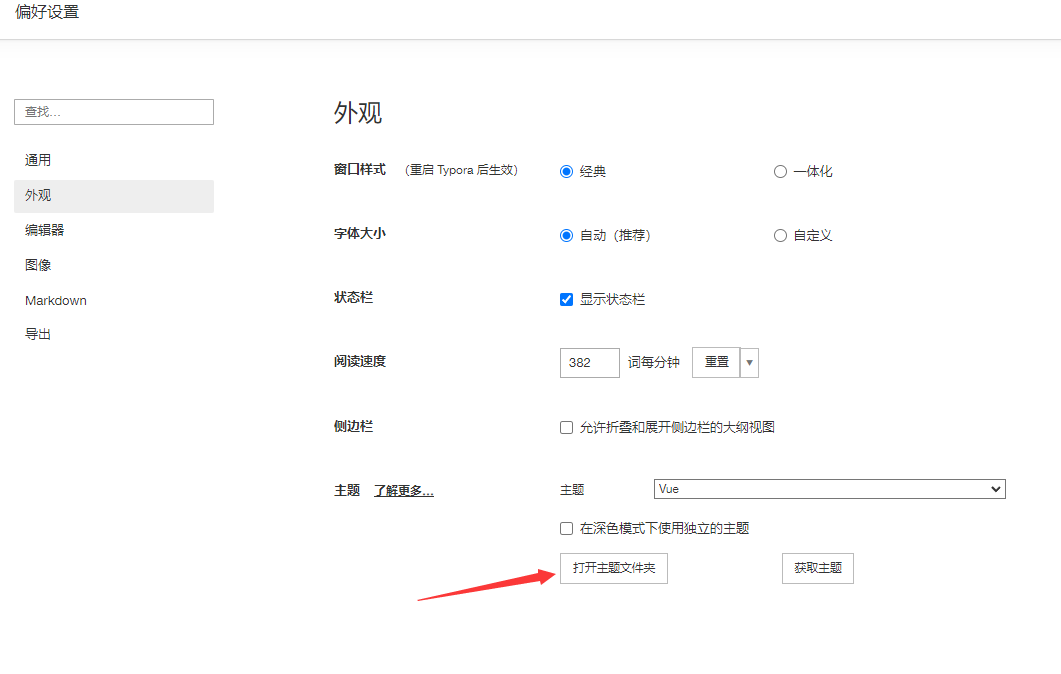 偏好设置
查找…
通用
外观
编辑器
图像
Markdown
导出
外观
窗口样式 (重启 Typora 后生效) 经典 一体化
字体大小 自动（推荐） 自定义
状态栏 显示状态栏
阅读速度 382 词每分钟 重置
侧边栏 允许折叠和展开侧边栏的大纲视图
主题 了解更多… 主题 Vue
在深色模式下使用独立的主题
打开主题文件夹 获取主题